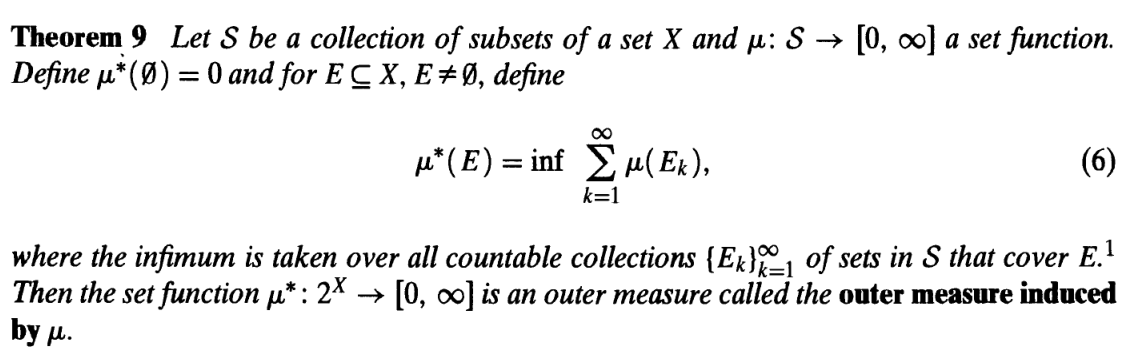 Theorem 9 Let S be a collection of subsets of a set X and μ: S → [0, ∞] a set function.
Define μ*(Ø) = 0 and for E ⊆ X, E ≠ Ø, define
μ*(E) = inf ∑_{k=1}^{∞} μ(E_k), (6)
where the infimum is taken over all countable collections {E_k}_{k=1}^{∞} of sets in S that cover E.¹
Then the set function μ*: 2^X → [0, ∞] is an outer measure called the outer measure induced
by μ.